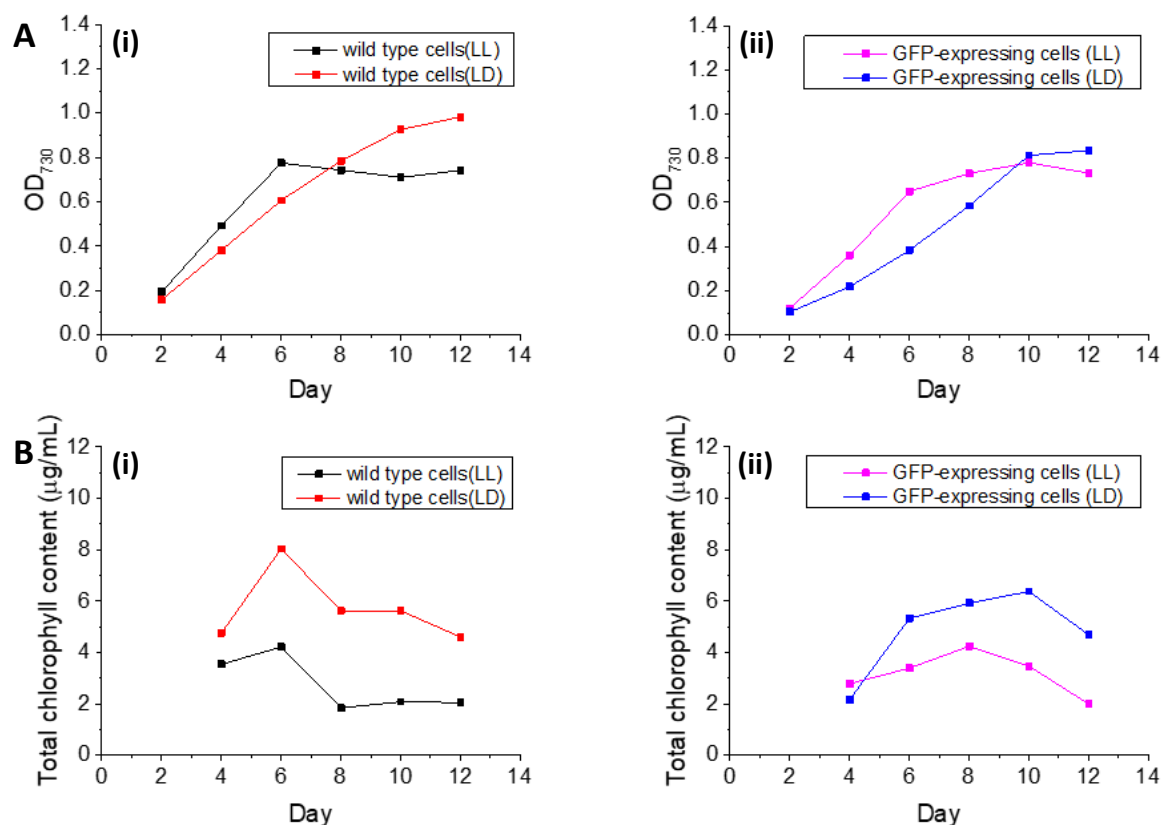 A
(i)
wild type cells(LL)
wild type cells(LD)
OD730
1.4
1.2
1.0
0.8
0.6
0.4
0.2
0.0
0 2 4 6 8 10 12 14
Day
(ii)
GFP-expressing cells (LL)
GFP-expressing cells (LD)
OD730
1.4
1.2
1.0
0.8
0.6
0.4
0.2
0.0
0 2 4 6 8 10 12 14
Day
B
(i)
wild type cells(LL)
wild type cells(LD)
Total chlorophyll content (μg/mL)
12
10
8
6
4
2
0
0 2 4 6 8 10 12 14
Day
(ii)
GFP-expressing cells (LL)
GFP-expressing cells (LD)
Total chlorophyll content (μg/mL)
12
10
8
6
4
2
0
0 2 4 6 8 10 12 14
Day